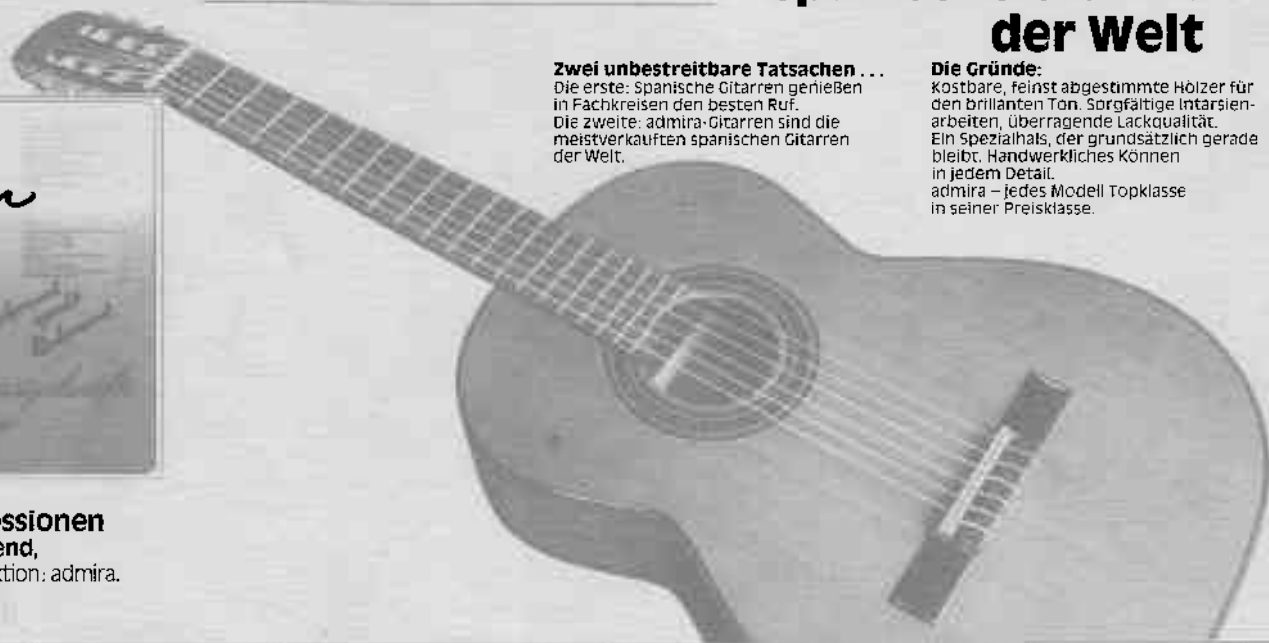 der Welt
Zwei unbestreitbare Tatsachen ...
Die erste: Spanische Gitarren genießen
in Fachkreisen den besten Ruf.
Die zweite: admira-Gitarren sind die
meistverkauften spanischen Gitarren
der Welt.
Die Gründe:
Kostbare, feinst abgestimmte Hölzer für
den brillanten Ton. Sorgfältige Intarsien-
arbeiten, überragende Lackqualität.
Ein Spezialhals, der grundsätzlich gerade
bleibt. Handwerkliches Können
in jedem Detail.
admira – jedes Modell Topklasse
in seiner Preisklasse.
ssionen
end,
tion: admira.